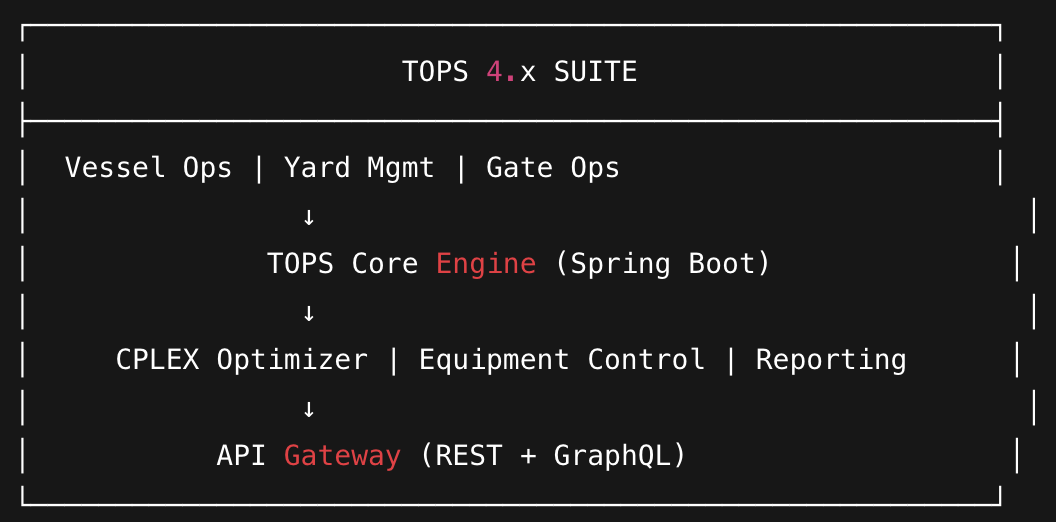 TOPS 4.x SUITE
Vessel Ops | Yard Mgmt | Gate Ops
↓
TOPS Core Engine (Spring Boot)
↓
CPLEX Optimizer | Equipment Control | Reporting
↓
API Gateway (REST + GraphQL)